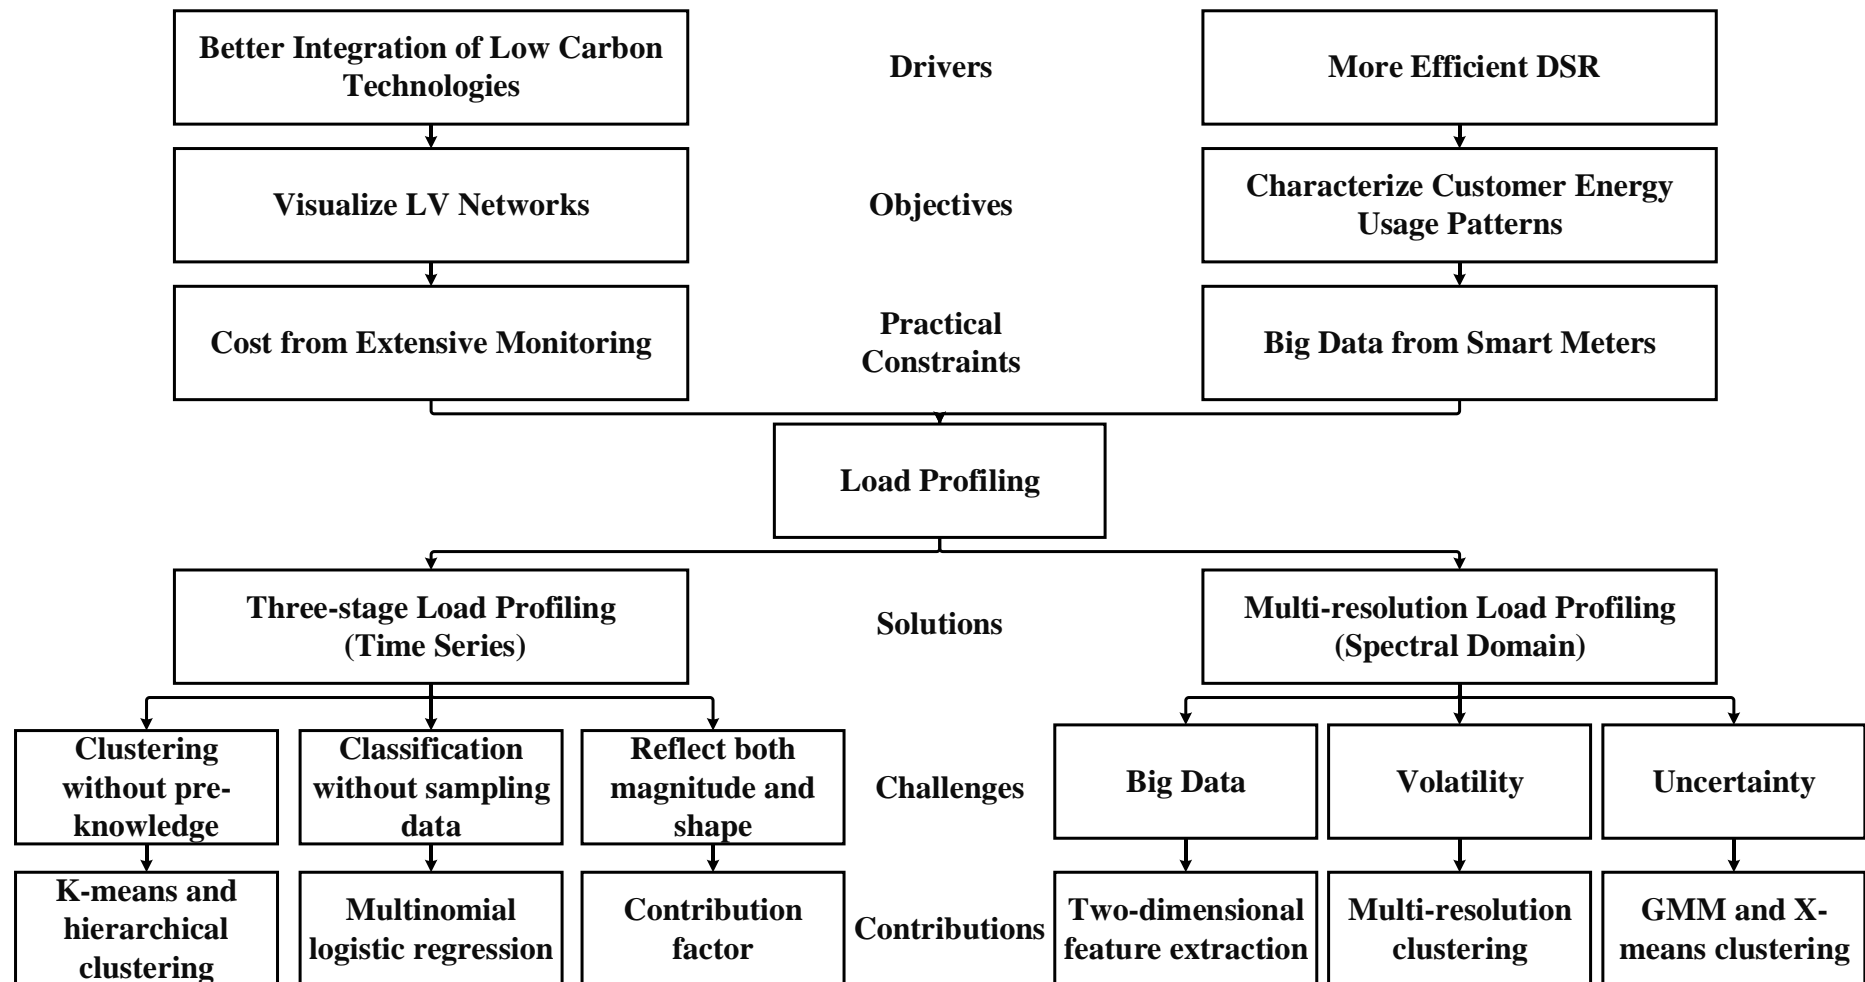 Better Integration of Low Carbon
Technologies
Drivers
More Efficient DSR
Visualize LV Networks
Objectives
Characterize Customer Energy
Usage Patterns
Cost from Extensive Monitoring
Practical
Constraints
Big Data from Smart Meters
Load Profiling
Three-stage Load Profiling
(Time Series)
Solutions
Multi-resolution Load Profiling
(Spectral Domain)
Clustering
without pre-
knowledge
Classification
without sampling
data
Reflect both
magnitude and
shape
Challenges
Big Data
Volatility
Uncertainty
K-means and
hierarchical
clustering
Multinomial
logistic regression
Contribution
factor
Contributions
Two-dimensional
feature extraction
Multi-resolution
clustering
GMM and X-
means clustering